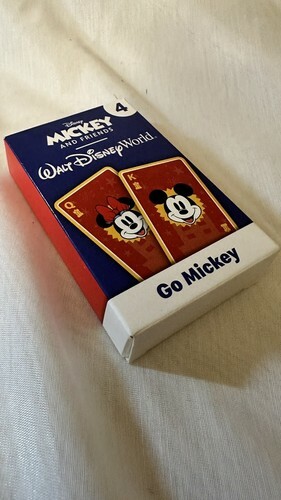 4
Disney
MICKEY
AND FRIENDS
WALT DISNEY World
Q
K
Go Mickey